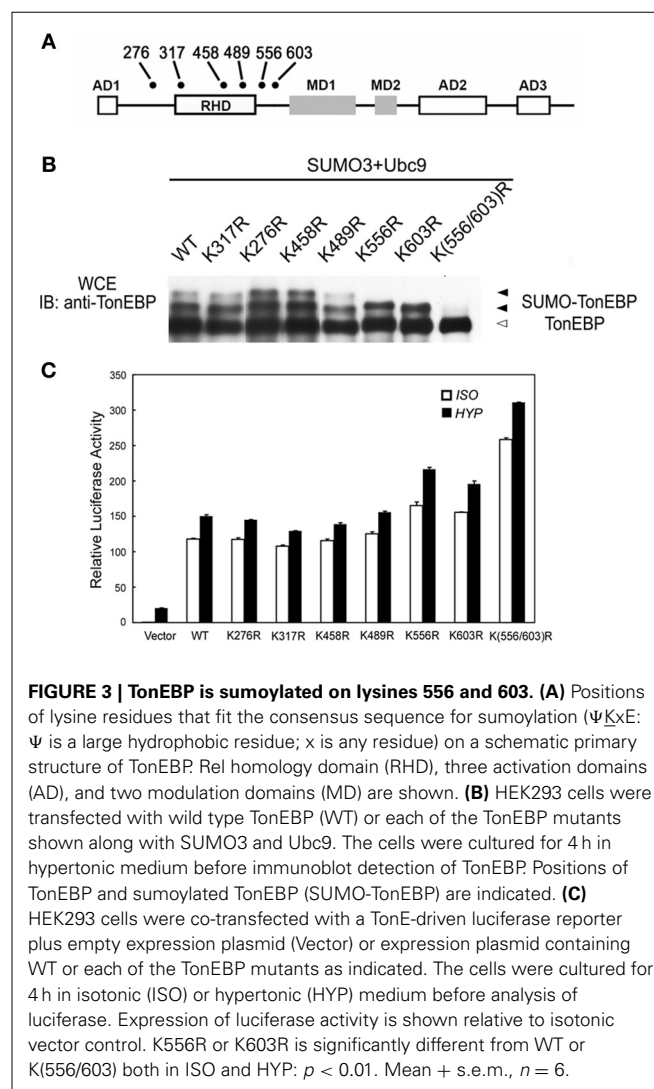 A
276 317 458 489 556 603
AD1 RHD MD1 MD2 AD2 AD3
B
SUMO3+Ubc9
WT K317R K276R K458R K489R K556R K603R K(556/603)R
WCE
IB: anti-TonEBP
SUMO-TonEBP
TonEBP
C
Relative Luciferase Activity
350
300
250
200
150
100
50
0
ISO
HYP
Vector WT K276R K317R K458R K489R K556R K603R K(556/603)R
FIGURE 3 | TonEBP is sumoylated on lysines 556 and 603. (A) Positions
of lysine residues that fit the consensus sequence for sumoylation (ΨKxE:
Ψ is a large hydrophobic residue; x is any residue) on a schematic primary
structure of TonEBP. Rel homology domain (RHD), three activation domains
(AD), and two modulation domains (MD) are shown. (B) HEK293 cells were
transfected with wild type TonEBP (WT) or each of the TonEBP mutants
shown along with SUMO3 and Ubc9. The cells were cultured for 4 h in
hypertonic medium before immunoblot detection of TonEBP. Positions of
TonEBP and sumoylated TonEBP (SUMO-TonEBP) are indicated. (C)
HEK293 cells were co-transfected with a TonE-driven luciferase reporter
plus empty expression plasmid (Vector) or expression plasmid containing
WT or each of the TonEBP mutants as indicated. The cells were cultured for
4 h in isotonic (ISO) or hypertonic (HYP) medium before analysis of
luciferase. Expression of luciferase activity is shown relative to isotonic
vector control. K556R or K603R is significantly different from WT or
K(556/603) both in ISO and HYP: p < 0.01. Mean + s.e.m., n = 6.